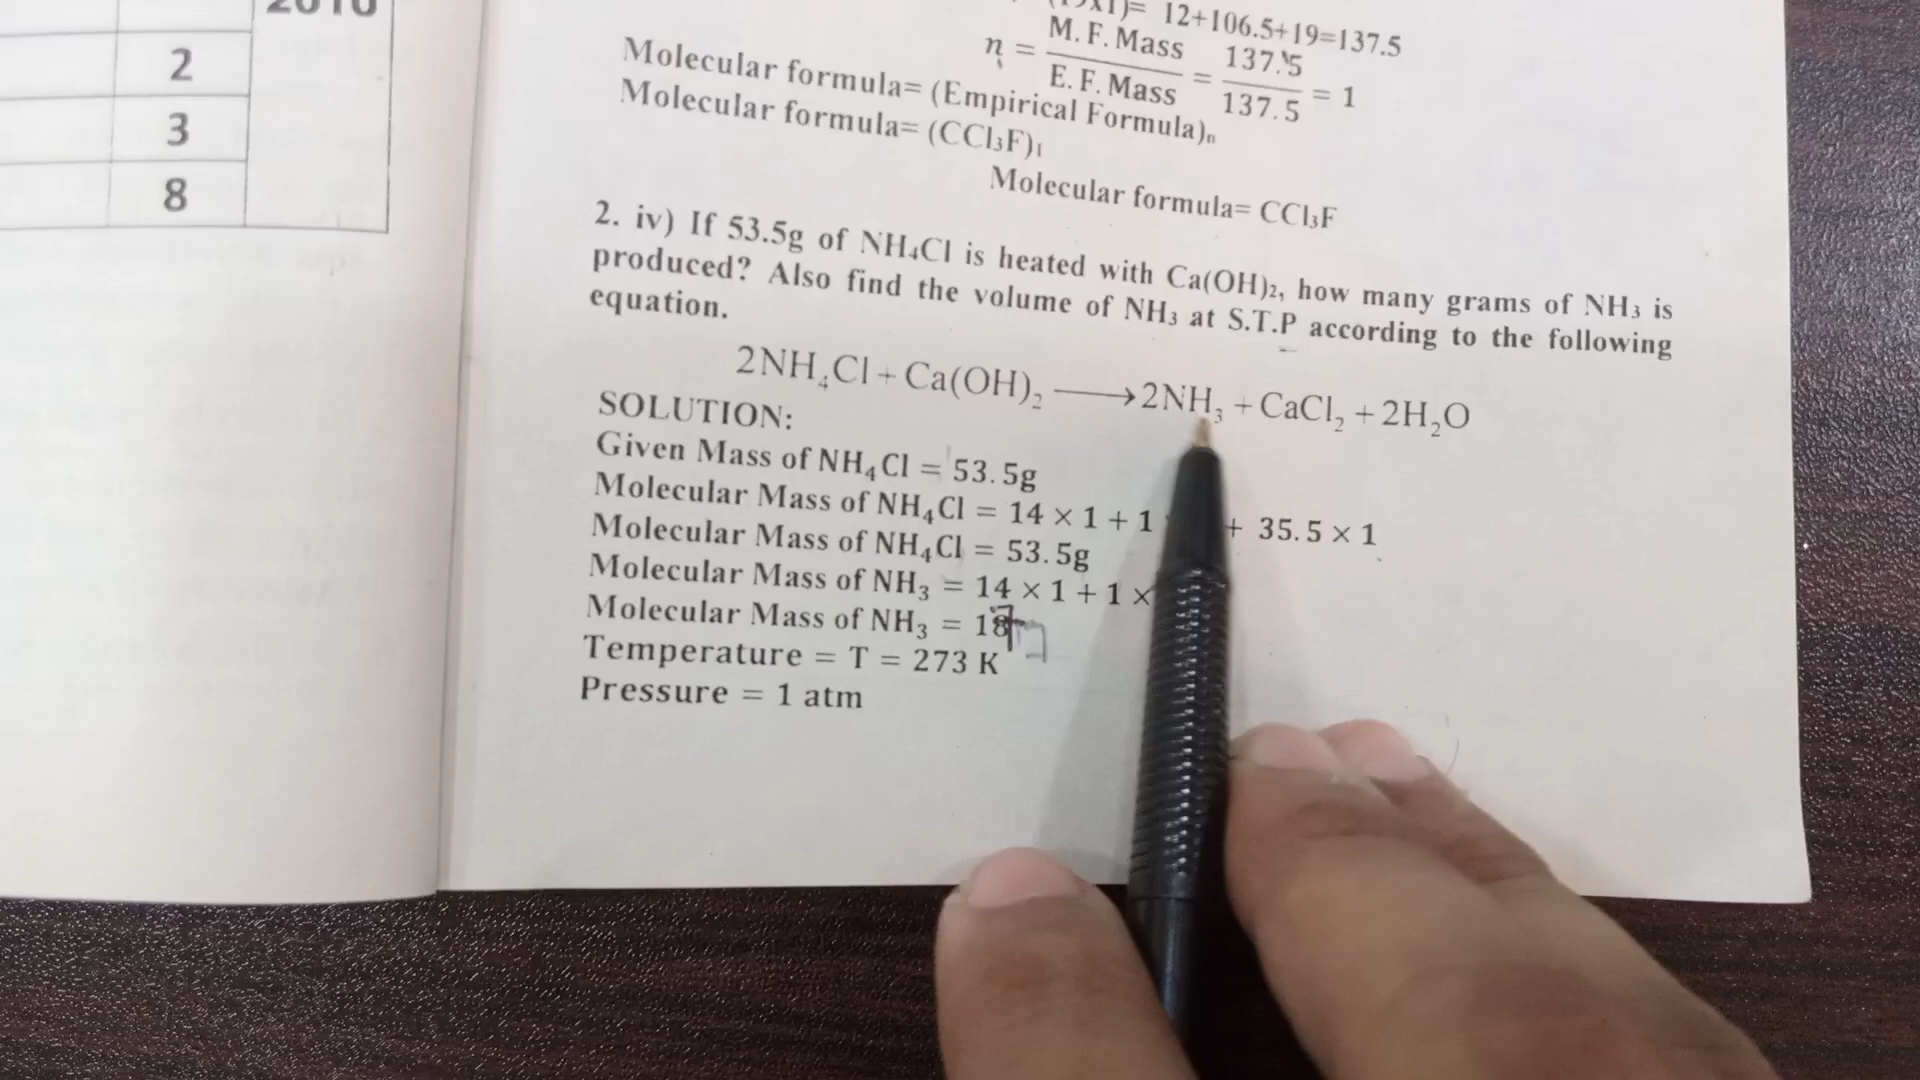 2
3
8
12+106.5+19=137.5
n = M. F. Mass / E. F. Mass = 137.5 / 137.5 = 1
Molecular formula= (Empirical Formula)ₙ
Molecular formula= (CCl₃F)₁
Molecular formula= CCl₃F
2. iv) If 53.5g of NH₄Cl is heated with Ca(OH)₂, how many grams of NH₃ is
produced? Also find the volume of NH₃ at S.T.P according to the following
equation.
2NH₄Cl + Ca(OH)₂ ⟶ 2NH₃ + CaCl₂ + 2H₂O
SOLUTION:
Given Mass of NH₄Cl = 53.5g
Molecular Mass of NH₄Cl = 14 × 1 + 1 + 35.5 × 1
Molecular Mass of NH₄Cl = 53.5g
Molecular Mass of NH₃ = 14 × 1 + 1 ×
Molecular Mass of NH₃ = 18 7
Temperature = T = 273 K
Pressure = 1 atm